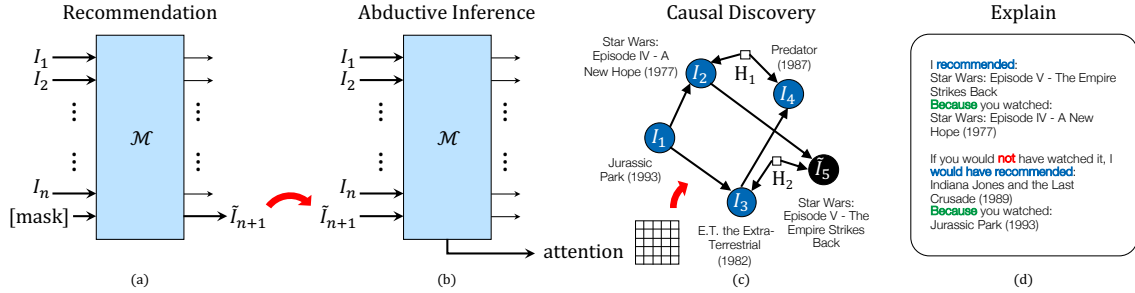 Recommendation
I1
I2
In
[mask]
ℳ
Ĩn+1
(a)
Abductive Inference
I1
I2
In
Ĩn+1
ℳ
attention
(b)
Causal Discovery
Star Wars:
Episode IV - A
New Hope (1977)
Predator
(1987)
H1
I2
I4
I1
Jurassic
Park (1993)
H2
Ĩ5
I3
E.T. the Extra-
Terrestrial
(1982)
Star Wars:
Episode V - The
Empire Strikes
Back
(c)
Explain
I recommended:
Star Wars: Episode V - The Empire
Strikes Back
Because you watched:
Star Wars: Episode IV - A New
Hope (1977)
If you would not have watched it, I
would have recommended:
Indiana Jones and the Last
Crusade (1989)
Because you watched:
Jurassic Park (1993)
(d)